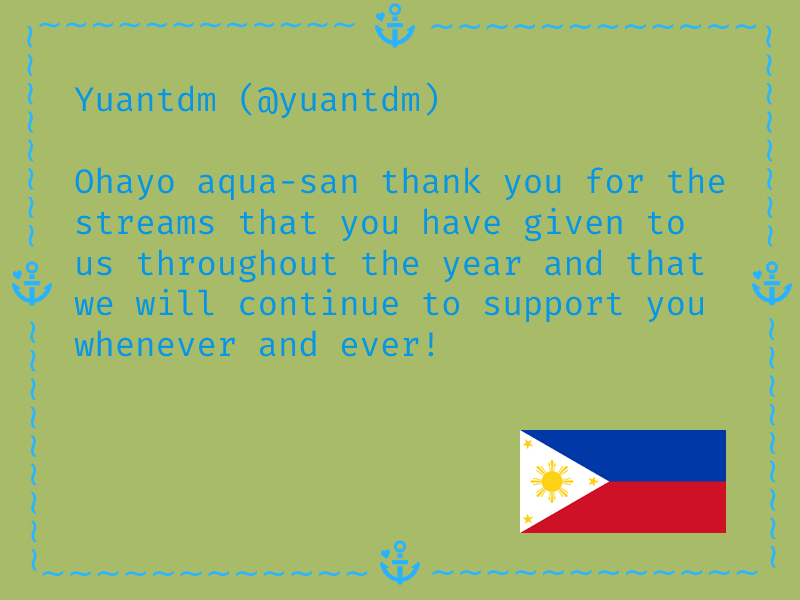 Yuantdm (@yuantdm)
Ohayo aqua-san thank you for the
streams that you have given to
us throughout the year and that
we will continue to support you
whenever and ever!